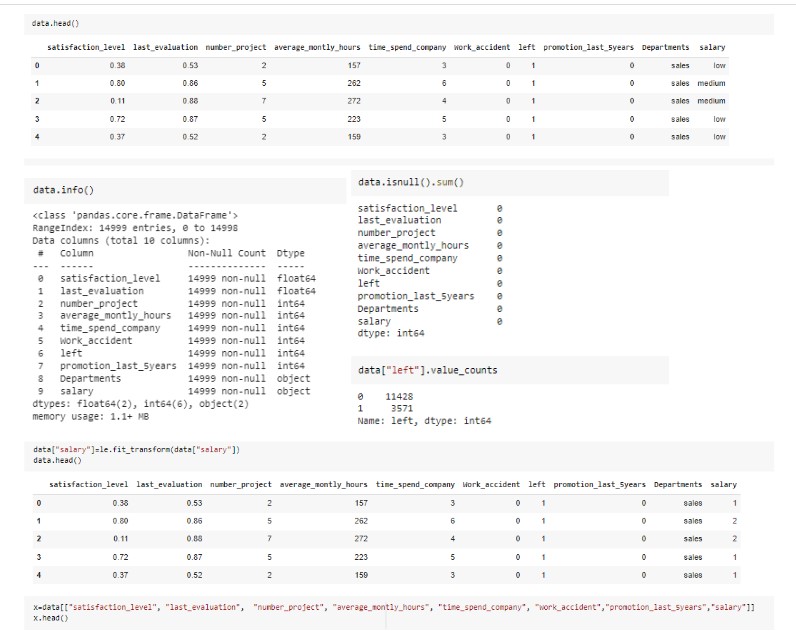 data.head()
satisfaction_level last_evaluation number_project average_montly_hours time_spend_company Work_accident left promotion_last_5years Departments salary
0 0.38 0.53 2 157 3 0 1 0 sales low
1 0.80 0.86 5 262 6 0 1 0 sales medium
2 0.11 0.88 7 272 4 0 1 0 sales medium
3 0.72 0.87 5 223 5 0 1 0 sales low
4 0.37 0.52 2 159 3 0 1 0 sales low
data.info()
<class 'pandas.core.frame.DataFrame'>
RangeIndex: 14999 entries, 0 to 14998
Data columns (total 10 columns):
# Column Non-Null Count Dtype
--- ------ -------------- -----
0 satisfaction_level 14999 non-null float64
1 last_evaluation 14999 non-null float64
2 number_project 14999 non-null int64
3 average_montly_hours 14999 non-null int64
4 time_spend_company 14999 non-null int64
5 Work_accident 14999 non-null int64
6 left 14999 non-null int64
7 promotion_last_5years 14999 non-null int64
8 Departments 14999 non-null object
9 salary 14999 non-null object
dtypes: float64(2), int64(6), object(2)
memory usage: 1.1+ MB
data.isnull().sum()
satisfaction_level 0
last_evaluation 0
number_project 0
average_montly_hours 0
time_spend_company 0
Work_accident 0
left 0
promotion_last_5years 0
Departments 0
salary 0
dtype: int64
data["left"].value_counts
0 11428
1 3571
Name: left, dtype: int64
data["salary"]=le.fit_transform(data["salary"])
data.head()
satisfaction_level last_evaluation number_project average_montly_hours time_spend_company Work_accident left promotion_last_5years Departments salary
0 0.38 0.53 2 157 3 0 1 0 sales 1
1 0.80 0.86 5 262 6 0 1 0 sales 2
2 0.11 0.88 7 272 4 0 1 0 sales 2
3 0.72 0.87 5 223 5 0 1 0 sales 1
4 0.37 0.52 2 159 3 0 1 0 sales 1
x=data[["satisfaction_level", "last_evaluation", "number_project", "average_montly_hours", "time_spend_company", "Work_accident","promotion_last_5years","salary"]]
x.head()